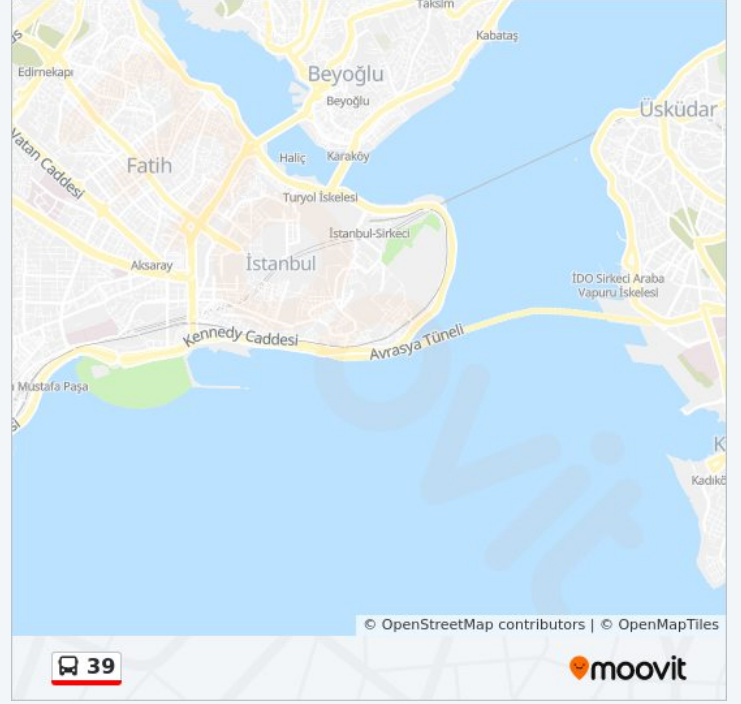 Taksim
Kabataş
Edirnekapı
Beyoğlu
Beyoğlu
Üsküdar
Vatan Caddesi
Haliç
Karaköy
Fatih
Turyol İskelesi
İstanbul-Sirkeci
Aksaray
İstanbul
İDO Sirkeci Araba
Vapuru İskelesi
Kennedy Caddesi
Avrasya Tüneli
Mustafa Paşa
K
Kadıkö
ovit
© OpenStreetMap contributors | © OpenMapTiles
39
moovit